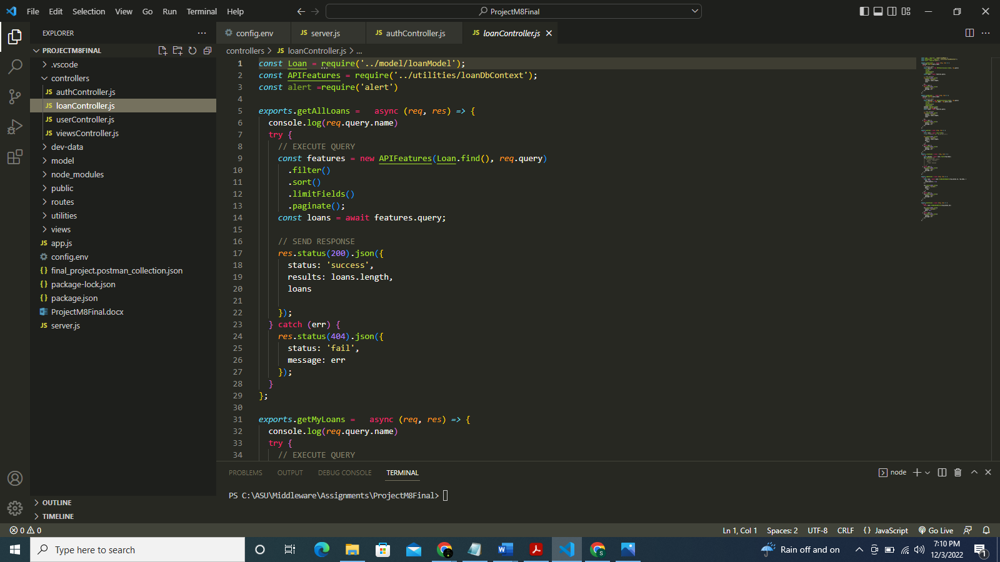 File Edit Selection View Go Run Terminal Help
ProjectM8Final
EXPLORER
PROJECTM8FINAL
.vscode
controllers
JS authController.js
JS loanController.js
JS userController.js
JS viewsController.js
dev-data
model
node_modules
public
routes
utilities
views
JS app.js
config.env
{} final_project.postman_collection.json
{} package-lock.json
{} package.json
ProjectM8Final.docx
JS server.js
OUTLINE
TIMELINE
config.env JS server.js JS authController.js JS loanController.js
controllers > JS loanController.js > ...
1 const Loan = require('../model/loanModel');
2 const APIFeatures = require('../utilities/loanDbContext');
3 const alert =require('alert')
4
5 exports.getAllLoans =   async (req, res) => {
6 console.log(req.query.name)
7 try {
8 // EXECUTE QUERY
9 const features = new APIFeatures(Loan.find(), req.query)
10 .filter()
11 .sort()
12 .limitFields()
13 .paginate();
14 const loans = await features.query;
15
16 // SEND RESPONSE
17 res.status(200).json({
18 status: 'success',
19 results: loans.length,
20 loans
21
22 });
23 } catch (err) {
24 res.status(404).json({
25 status: 'fail',
26 message: err
27 });
28 }
29 };
30
31 exports.getMyLoans =   async (req, res) => {
32 console.log(req.query.name)
33 try {
34 // EXECUTE QUERY
PROBLEMS OUTPUT DEBUG CONSOLE TERMINAL
node
PS C:\ASU\Middleware\Assignments\ProjectM8Final>
0 0
Ln 1, Col 1 Spaces: 2 UTF-8 CRLF {} JavaScript Go Live
Type here to search
Rain off and on
7:10 PM
12/3/2022
1